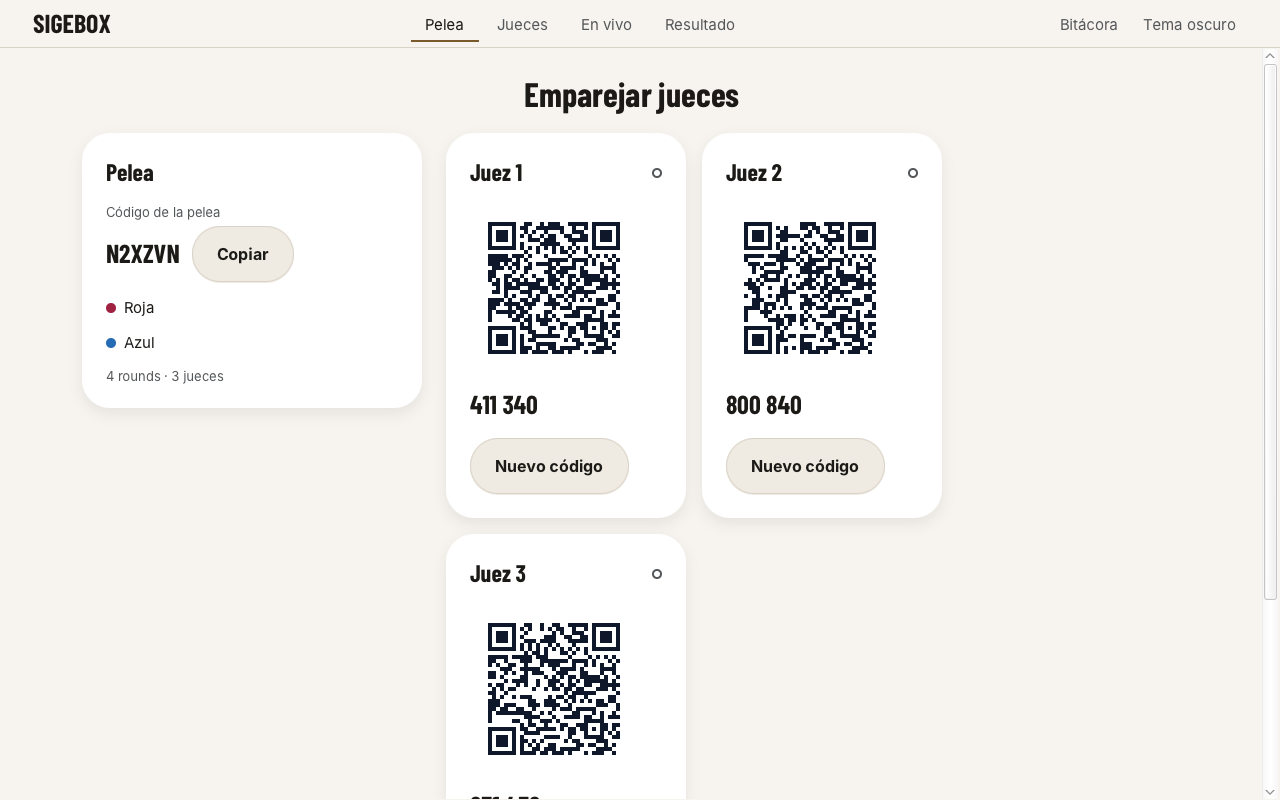 SIGEBOX
Pelea
Jueces
En vivo
Resultado
Bitácora
Tema oscuro
Emparejar jueces
Pelea
Código de la pelea
N2XZVN
Copiar
Roja
Azul
4 rounds · 3 jueces
Juez 1
411 340
Nuevo código
Juez 2
800 840
Nuevo código
Juez 3